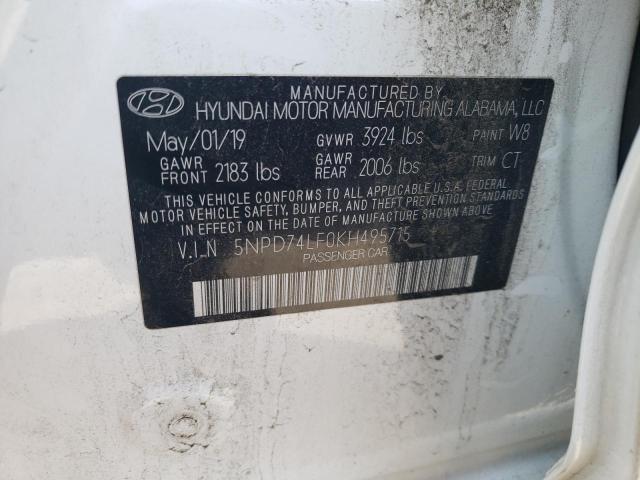 MANUFACTURED BY
HYUNDAI MOTOR MANUFACTURING ALABAMA, LLC
May/01/19 GVWR 3924 lbs PAINT W8
GAWR FRONT 2183 lbs GAWR REAR 2006 lbs TRIM CT
THIS VEHICLE CONFORMS TO ALL APPLICABLE U.S.A. FEDERAL
MOTOR VEHICLE SAFETY, BUMPER, AND THEFT PREVENTION STANDARDS
IN EFFECT ON THE DATE OF MANUFACTURE SHOWN ABOVE.
V.I.N 5NPD74LF0KH495715
PASSENGER CAR